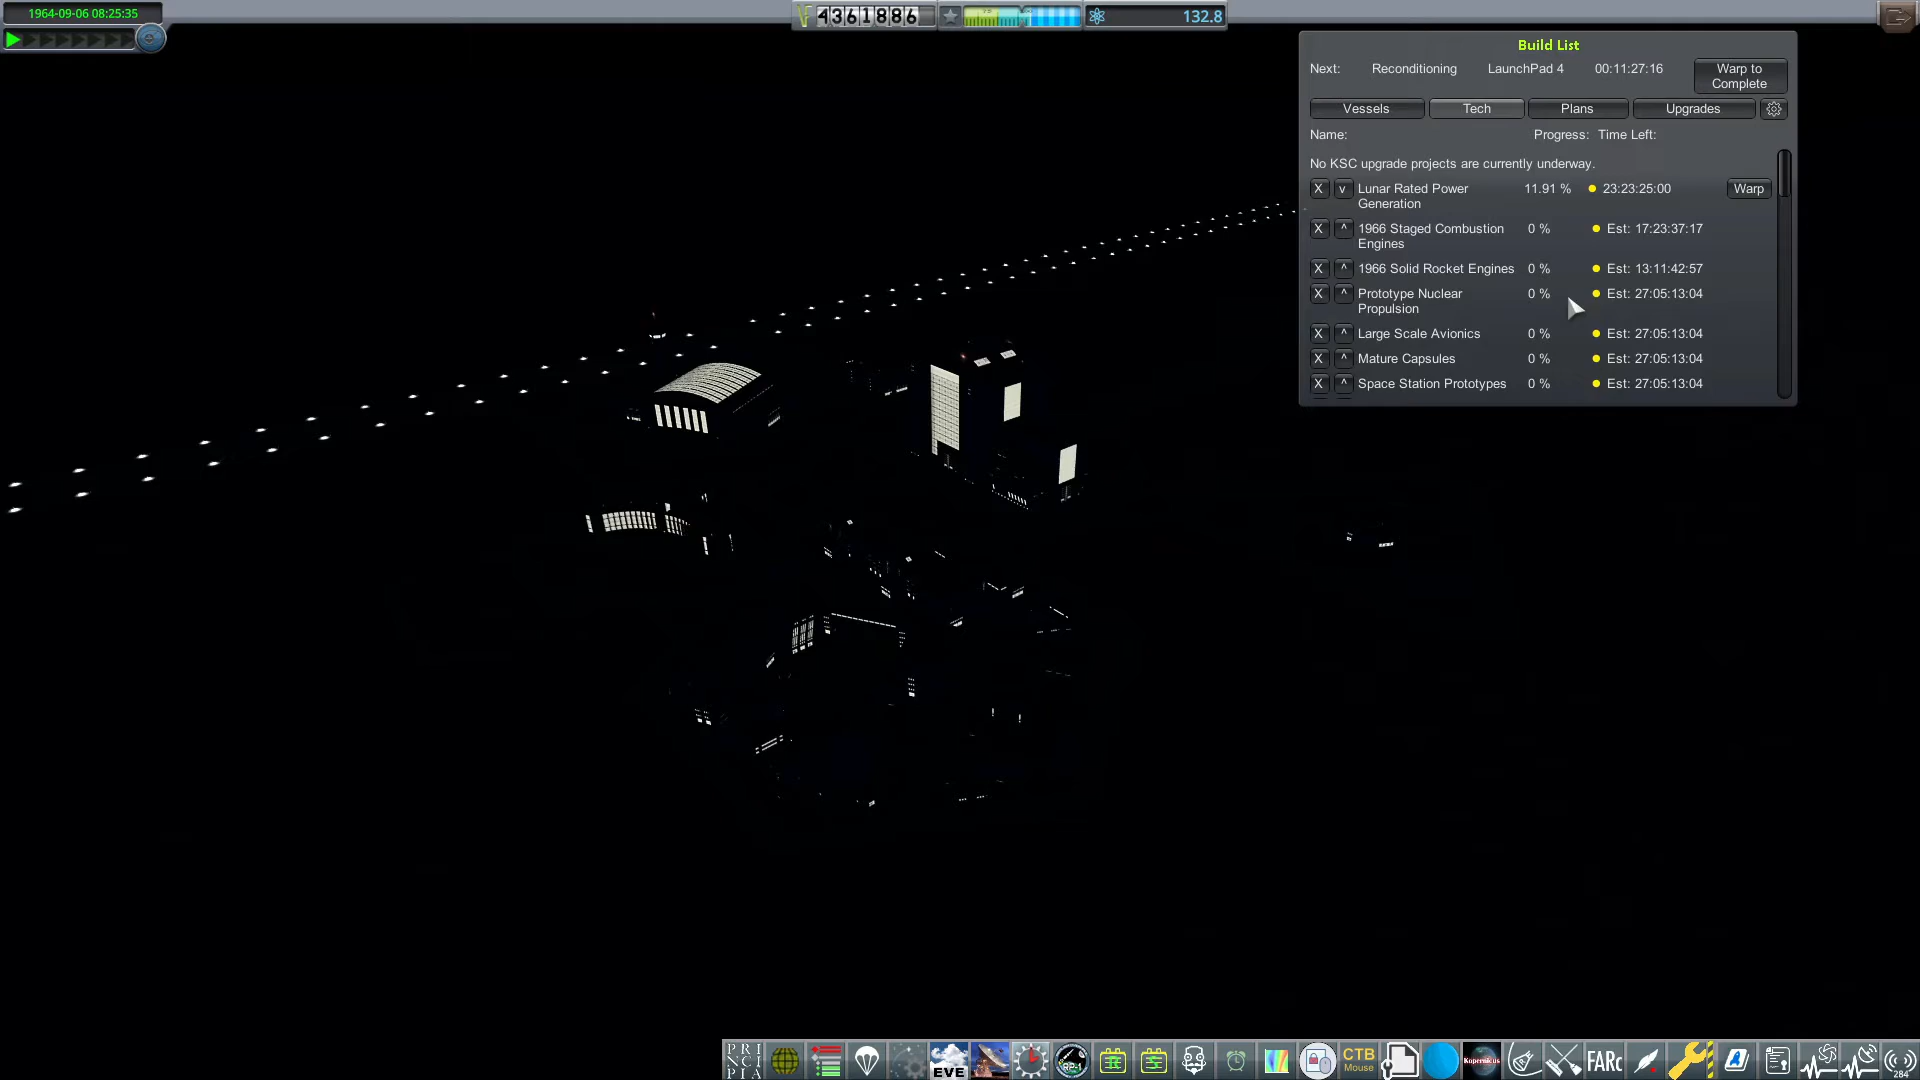 1964-09-06 08:25:35
4361886
132.8
Build List
Next: Reconditioning LaunchPad 4 00:11:27:16 Warp to Complete
Vessels Tech Plans Upgrades
Name: Progress: Time Left:
No KSC upgrade projects are currently underway.
X v Lunar Rated Power Generation 11.91 % 23:23:25:00 Warp
X ^ 1966 Staged Combustion Engines 0 % Est: 17:23:37:17
X ^ 1966 Solid Rocket Engines 0 % Est: 13:11:42:57
X ^ Prototype Nuclear Propulsion 0 % Est: 27:05:13:04
X ^ Large Scale Avionics 0 % Est: 27:05:13:04
X ^ Mature Capsules 0 % Est: 27:05:13:04
X ^ Space Station Prototypes 0 % Est: 27:05:13:04
PRINCIPIA
EVE
RP-1
CTB Mouse
Kopernikus
FARc
284